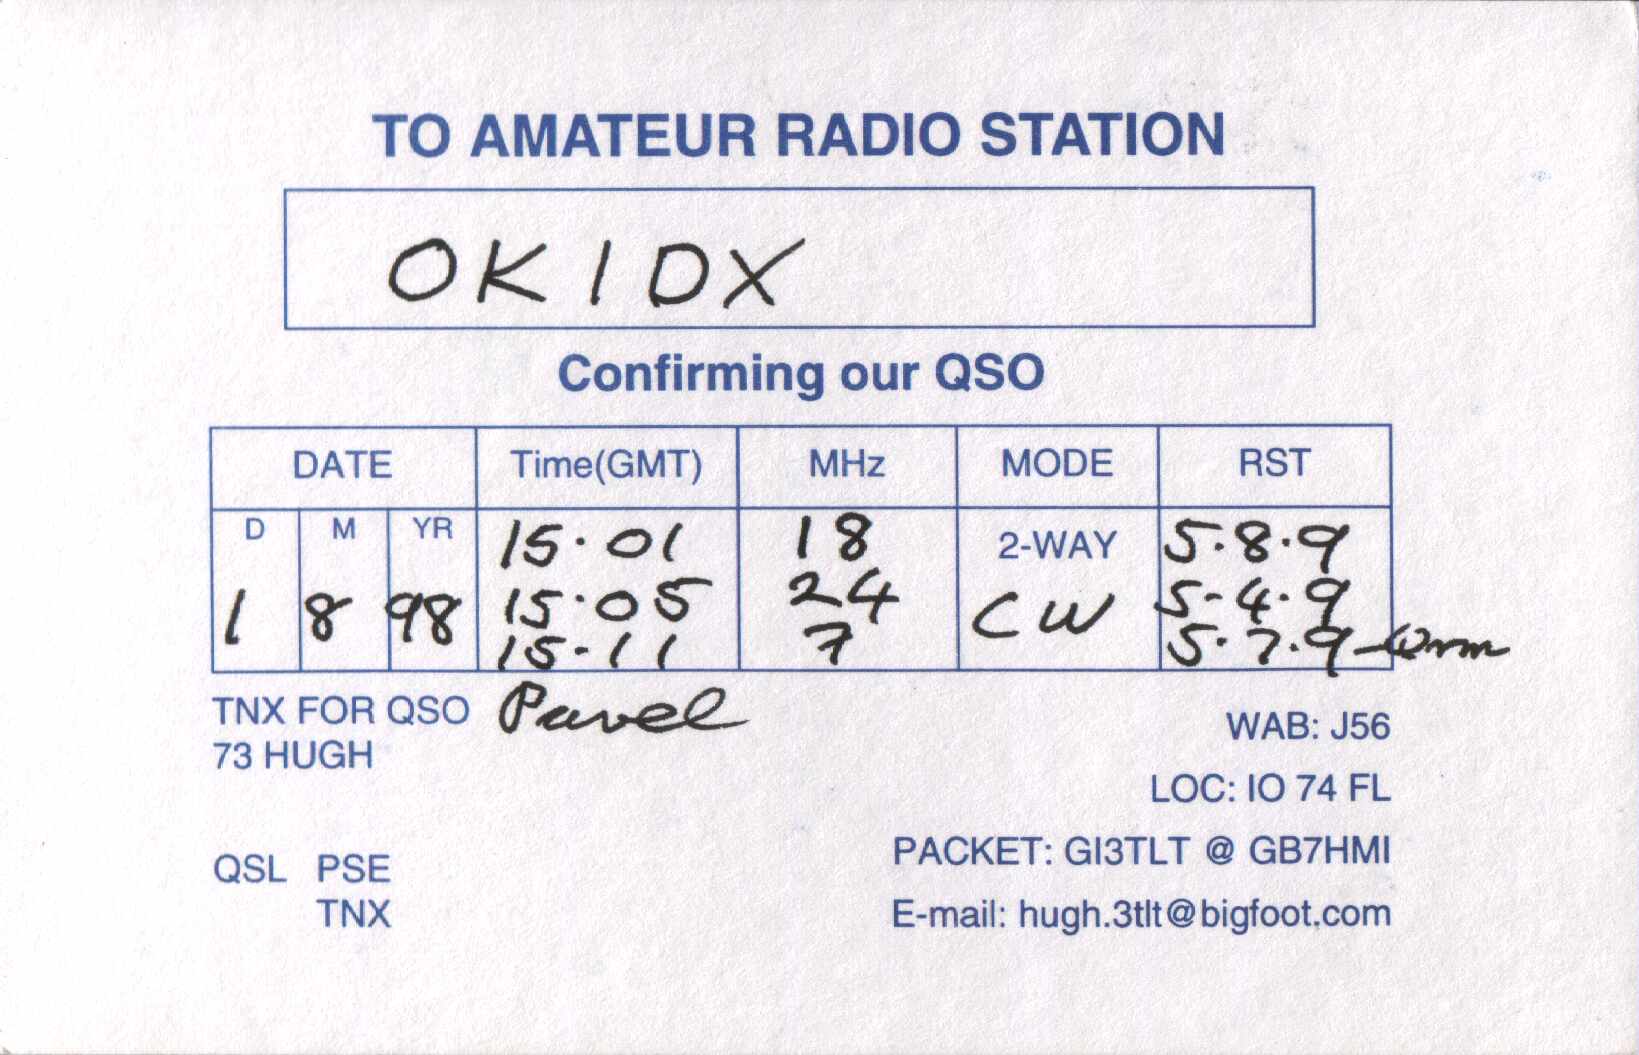 TO AMATEUR RADIO STATION
OK1DX
Confirming our QSO
DATE Time(GMT) MHz MODE RST
D M YR 15.01 18 2-WAY 5.8.9
1 8 98 15.05 24 CW 5-4.9
15-11 7 5.7.9
TNX FOR QSO Pavel
73 HUGH
WAB: J56
LOC: IO 74 FL
PACKET: GI3TLT @ GB7HMI
QSL PSE
TNX
E-mail: hugh.3tlt@bigfoot.com